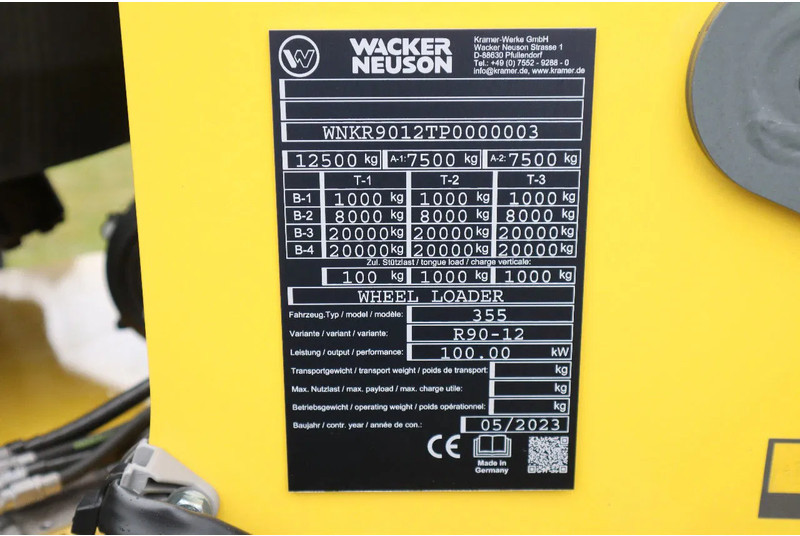 W
WACKER
NEUSON
Kramer-Werke GmbH
Wacker Neuson Strasse 1
D-88630 Pfullendorf
Tel.: +49 (0) 7552 - 9288 - 0
info@kramer.de, www.kramer.de
WNKR9012TP0000003
12500 kg A-1: 7500 kg A-2: 7500 kg
T-1 T-2 T-3
B-1 1000 kg 1000 kg 1000 kg
B-2 8000 kg 8000 kg 8000 kg
B-3 20000 kg 20000 kg 20000 kg
B-4 20000 kg 20000 kg 20000 kg
Zul. Stützlast / tongue load / charge verticale:
100 kg 1000 kg 1000 kg
WHEEL LOADER
Fahrzeug.Typ / model / modèle: 355
Variante / variant / variante: R90-12
Leistung / output / performance: 100.00 kW
Transportgewicht / transport weight / poids de transport: kg
Max. Nutzlast / max. payload / max. charge utile: kg
Betriebsgewicht / operating weight / poids opérationnel: kg
Baujahr / contr. year / année de con.: 05/2023
CE
Made in
Germany